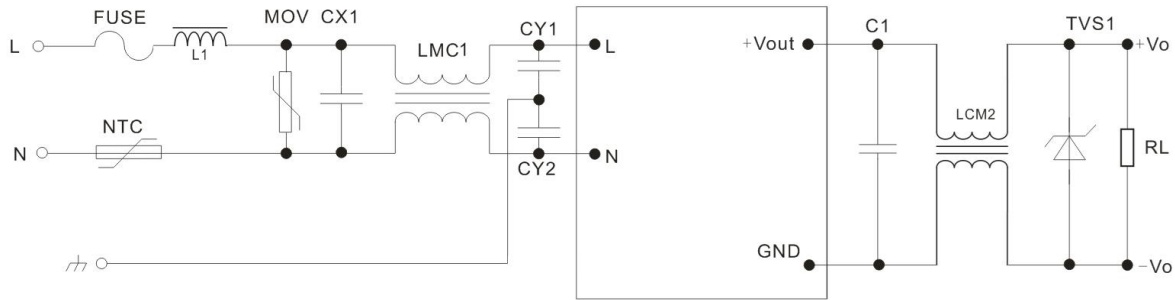 FUSE
MOV
CX1
CY1
C1
TVS1
L
L1
LMC1
L
+Vout
+Vo
LCM2
NTC
RL
N
N
CY2
GND
−Vo